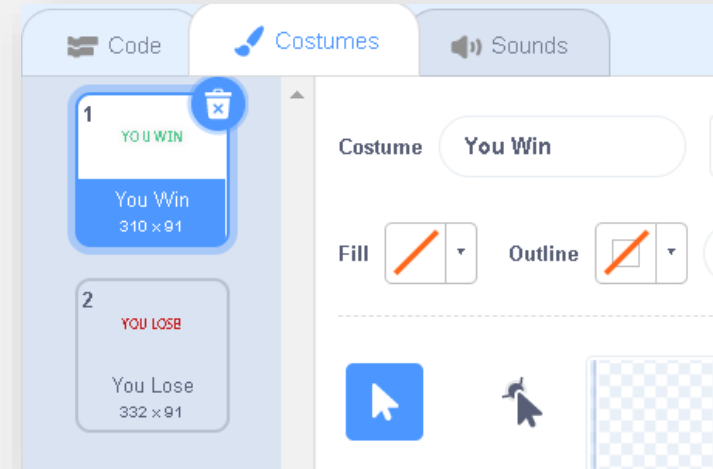 Code
Costumes
Sounds
1
YOU WIN
You Win
310 × 91
2
YOU LOSE
You Lose
332 × 91
Costume
You Win
Fill
Outline